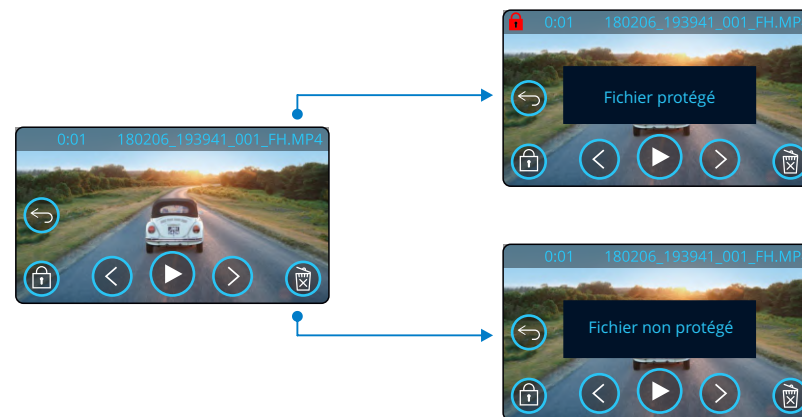 0:01 180206_193941_001_FH.MP4
0:01 180206_193941_001_FH.MP
Fichier protégé
0:01 180206_193941_001_FH.MP
Fichier non protégé